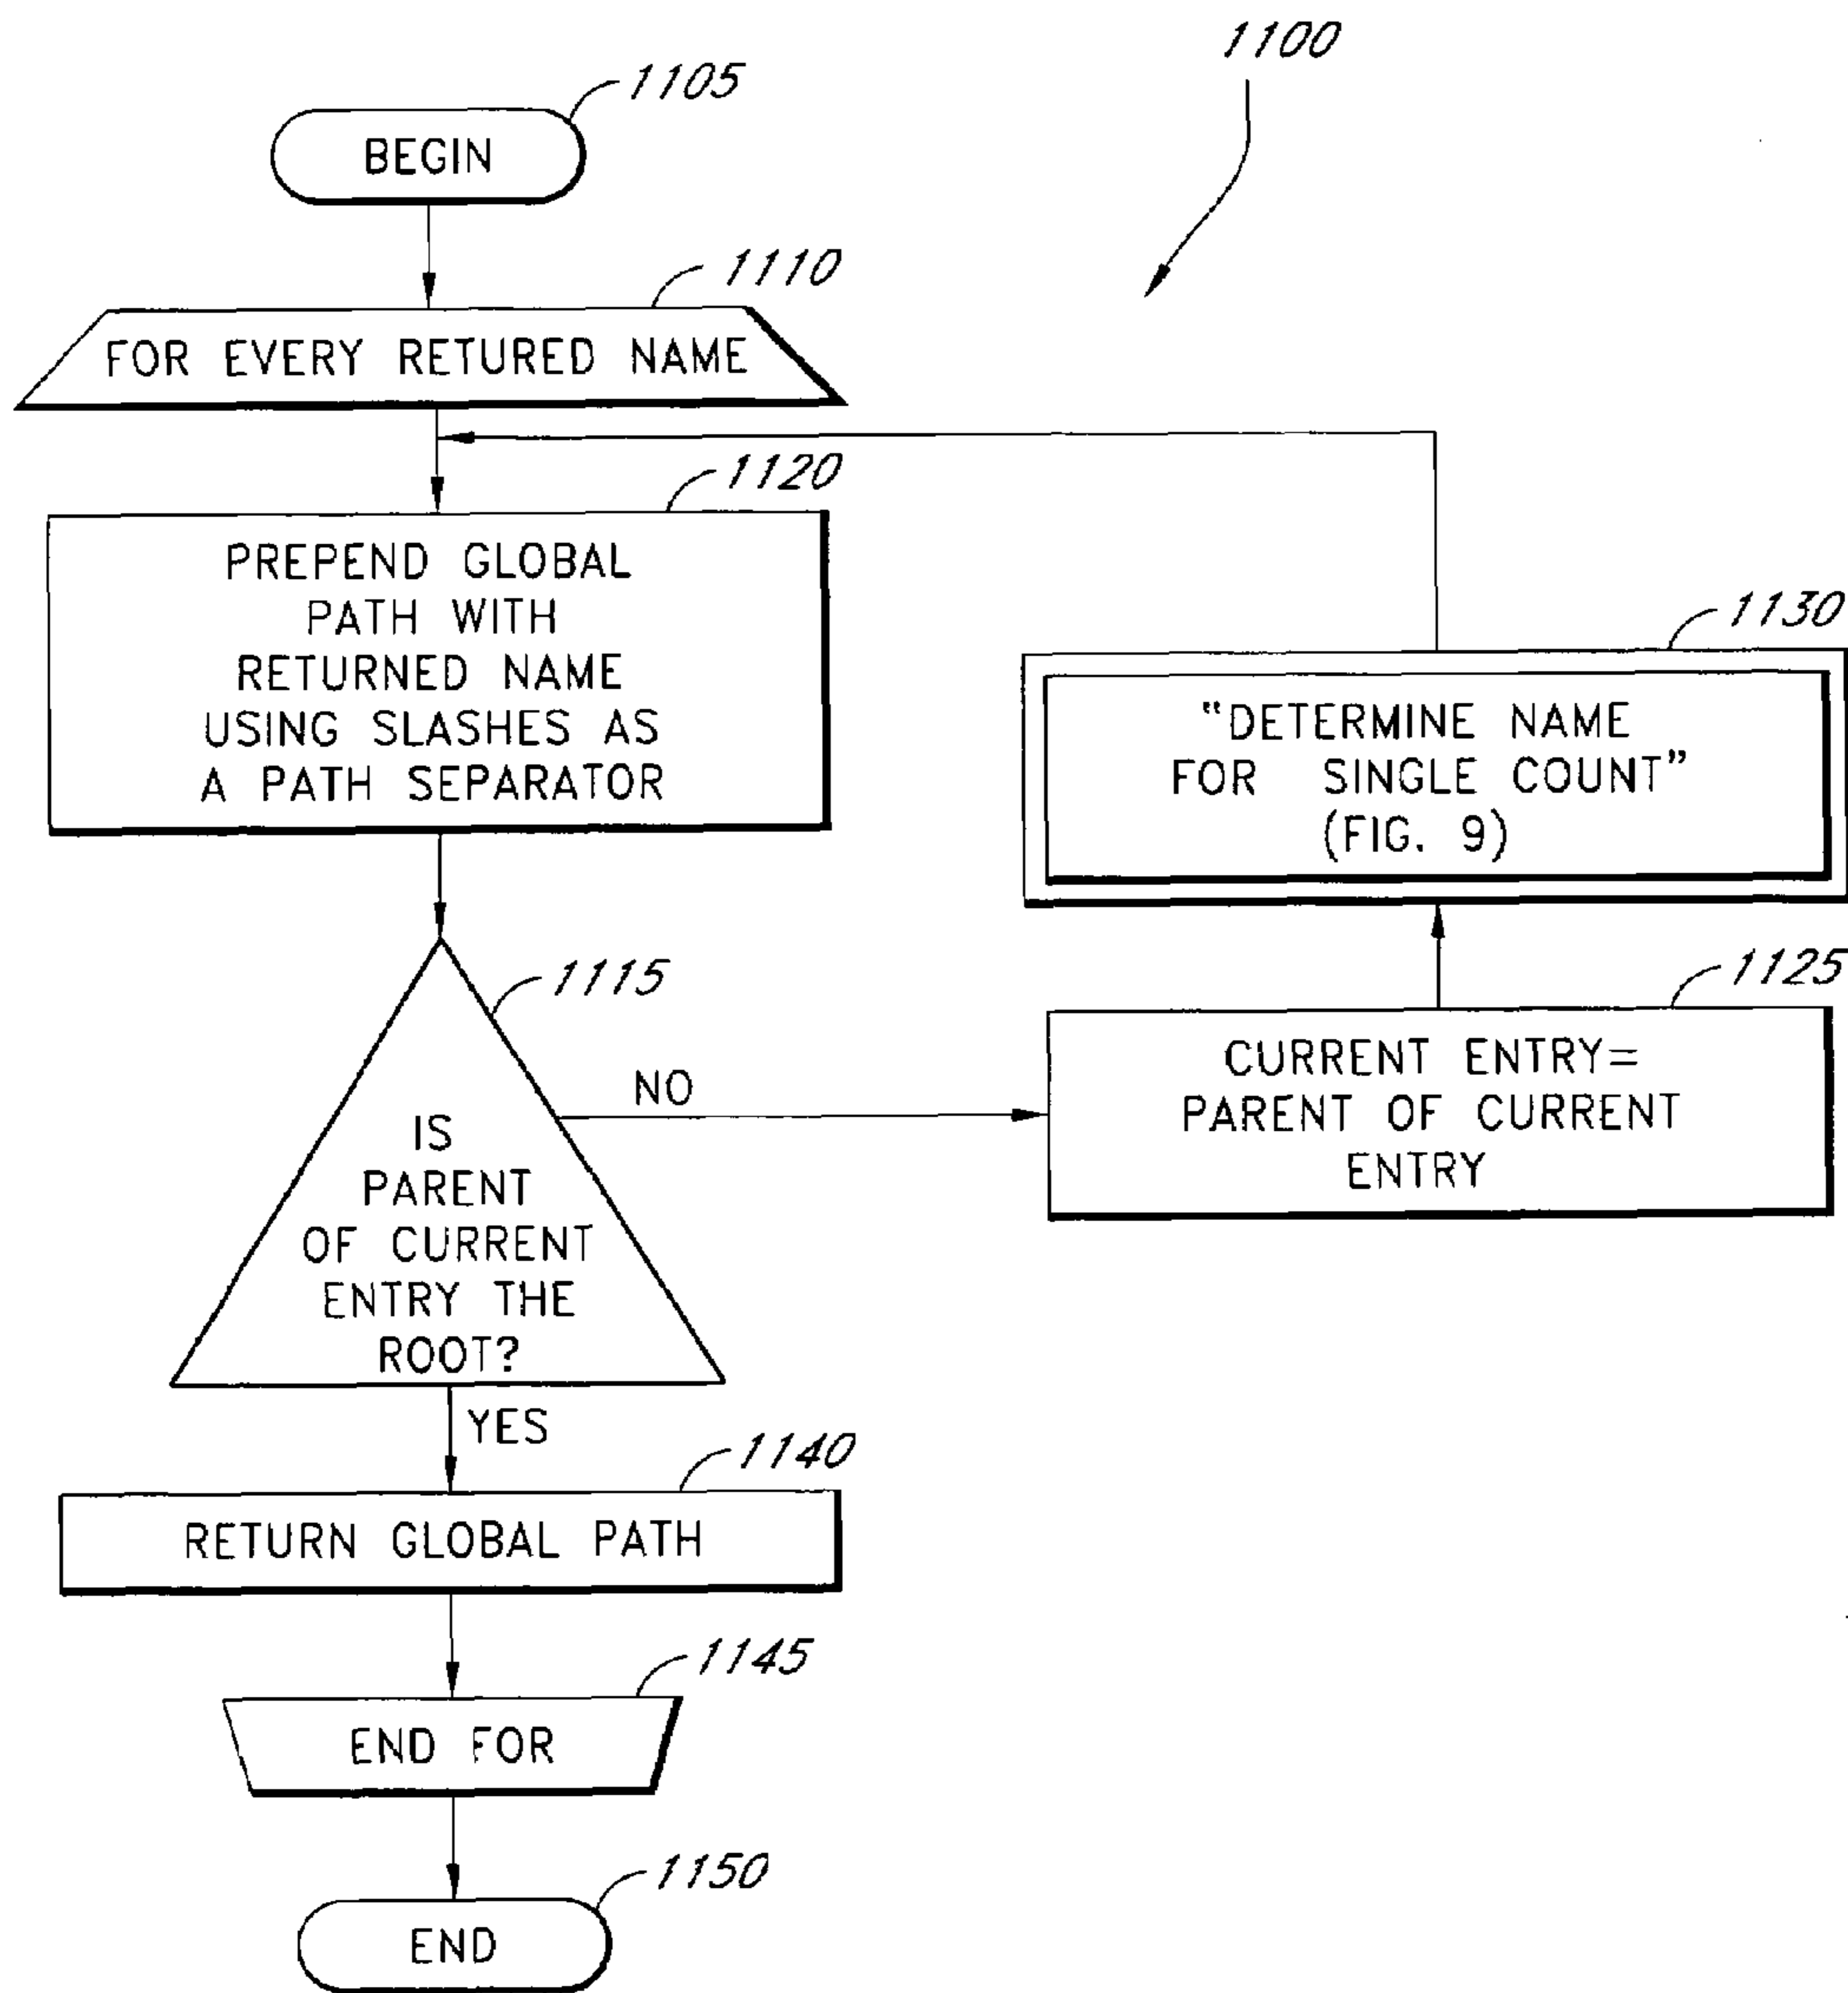 1100
1105
BEGIN
1110
FOR EVERY RETURED NAME
1120
PREPEND GLOBAL
PATH WITH
RETURNED NAME
USING SLASHES AS
A PATH SEPARATOR
1130
"DETERMINE NAME
FOR SINGLE COUNT"
(FIG. 9)
1115
IS
PARENT
OF CURRENT
ENTRY THE
ROOT?
NO
1125
CURRENT ENTRY=
PARENT OF CURRENT
ENTRY
YES
1140
RETURN GLOBAL PATH
1145
END FOR
1150
END